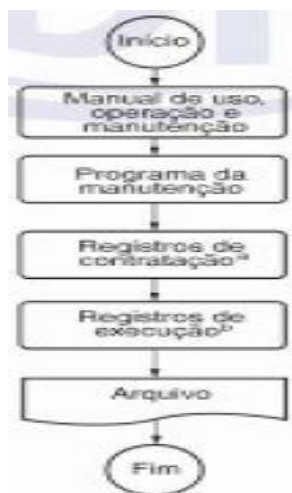 Início
Manual de uso,
operação e
manutenção
Programa da
manutenção
Registros de
contratação ª
Registros de
execução ᵇ
Arquivo
Fim